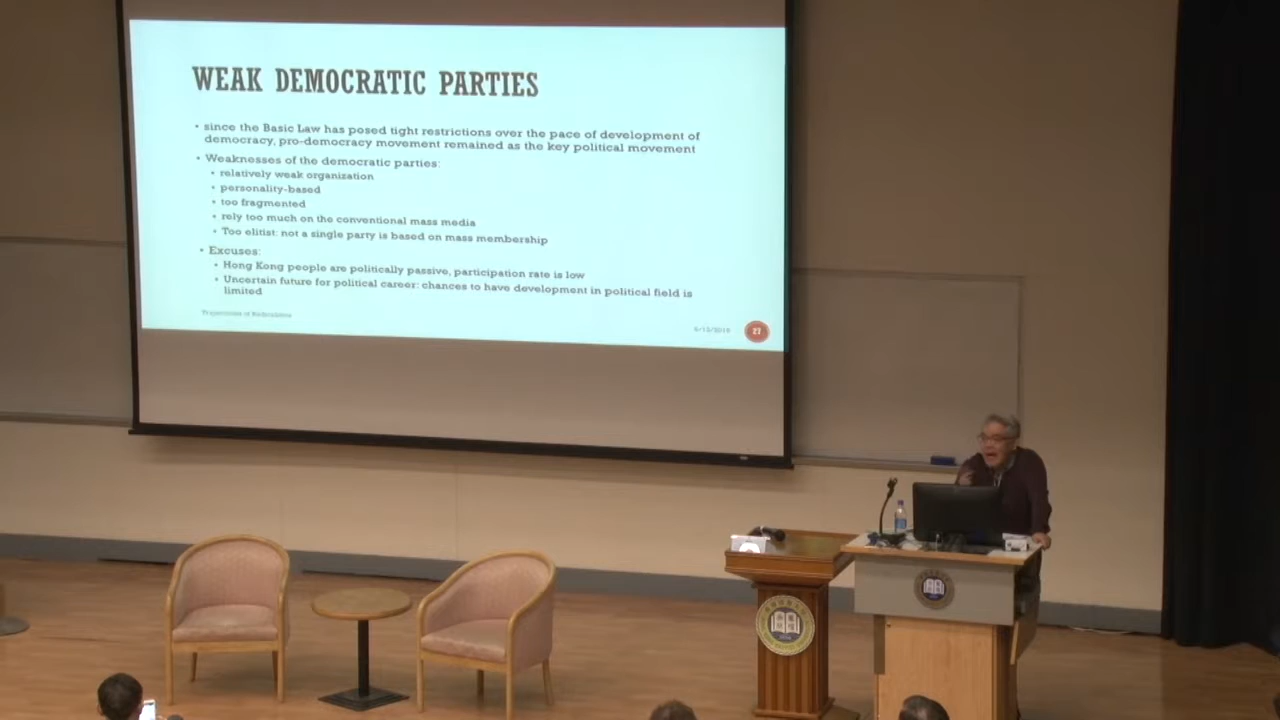 WEAK DEMOCRATIC PARTIES
• since the Basic Law has posed tight restrictions over the pace of development of
democracy, pro-democracy movement remained as the key political movement
• Weaknesses of the democratic parties:
• relatively weak organization
• personality-based
• too fragmented
• rely too much on the conventional mass media
• Too elitist: not a single party is based on mass membership
• Excuses:
• Hong Kong people are politically passive, participation rate is low
• Uncertain future for political career: chances to have development in political field is
limited
27